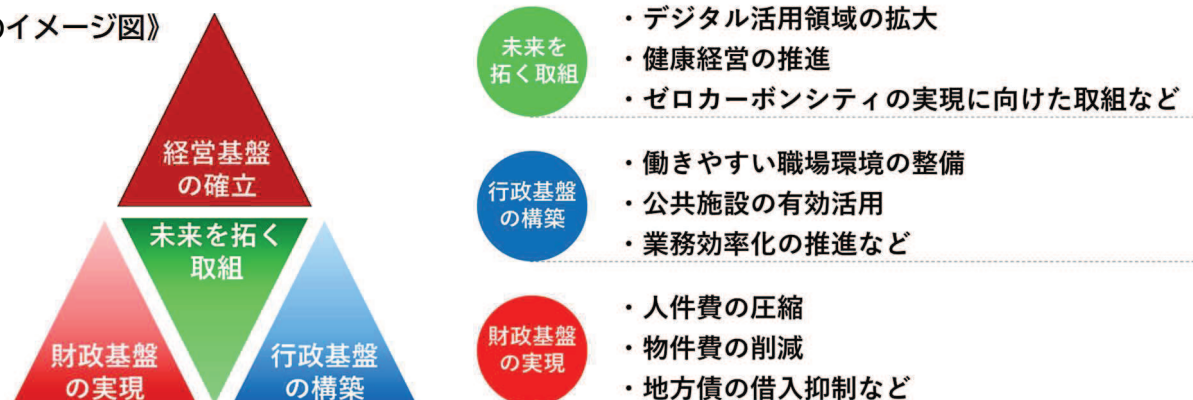 のイメージ図》
経営基盤
の確立
未来を拓く
取組
財政基盤
の実現
行政基盤
の構築
未来を
拓く取組
・デジタル活用領域の拡大
・健康経営の推進
・ゼロカーボンシティの実現に向けた取組など
行政基盤
の構築
・働きやすい職場環境の整備
・公共施設の有効活用
・業務効率化の推進など
財政基盤
の実現
・人件費の圧縮
・物件費の削減
・地方債の借入抑制など